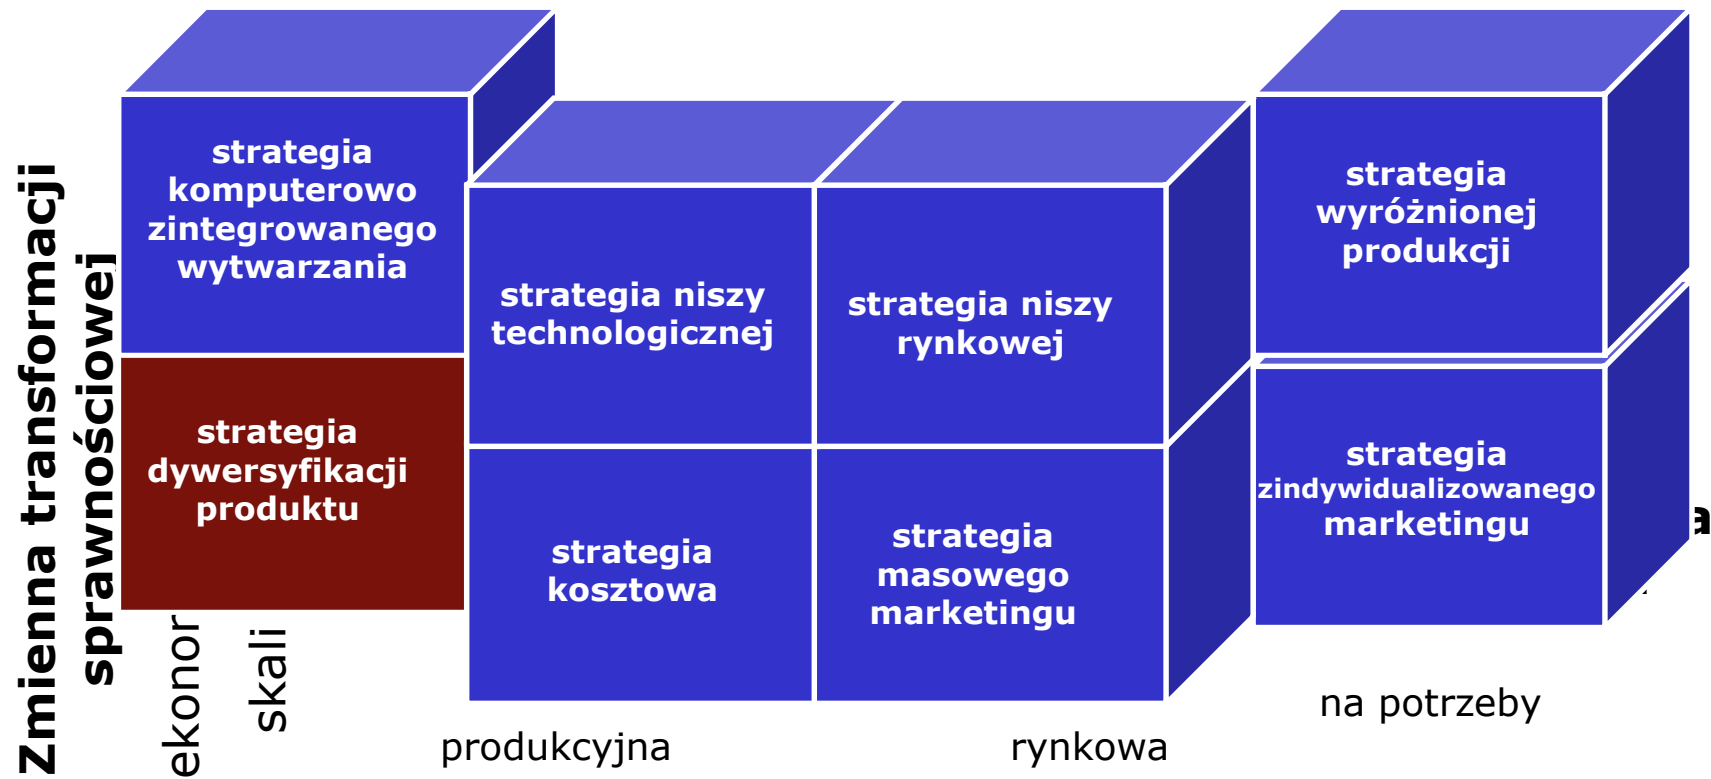 Zmienna transformacji
sprawnościowej
strategia
komputerowo
zintegrowanego
wytwarzania
strategia niszy
technologicznej
strategia niszy
rynkowej
strategia
wyróżnionej
produkcji
strategia
dywersyfikacji
produktu
strategia
kosztowa
strategia
masowego
marketingu
strategia
zindywidualizowanego
marketingu
a
skali
produkcyjna
rynkowa
na potrzeby